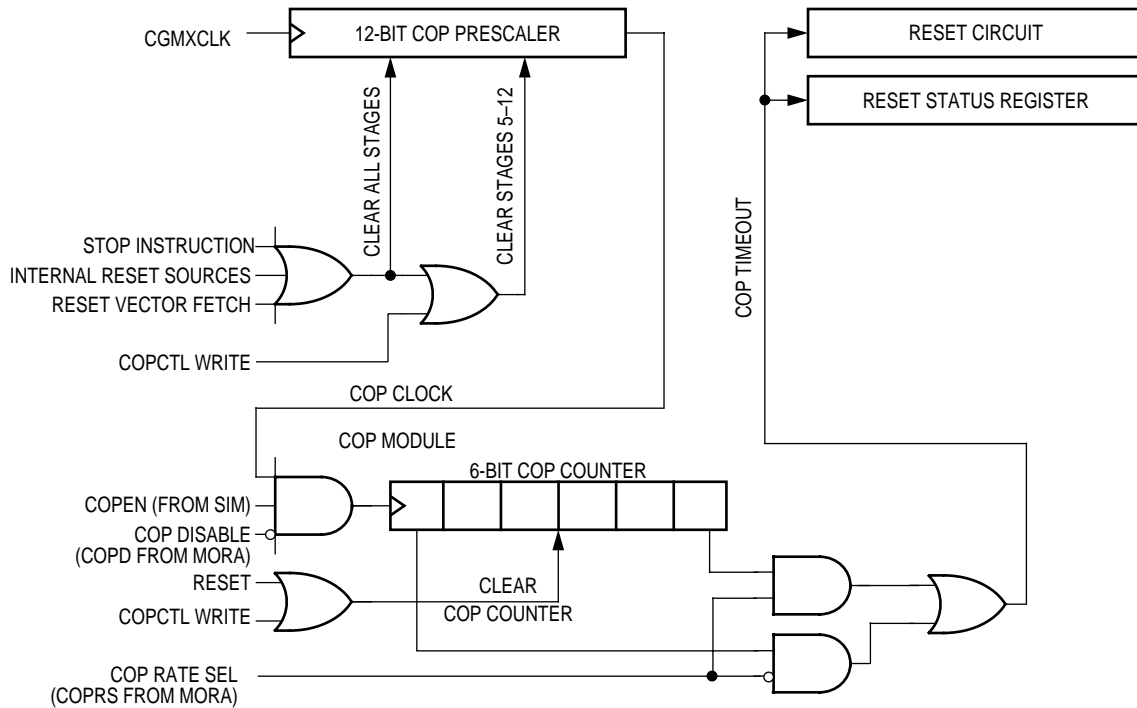 CGMXCLK
12-BIT COP PRESCALER
RESET CIRCUIT
RESET STATUS REGISTER
CLEAR ALL STAGES
CLEAR STAGES 5–12
COP TIMEOUT
STOP INSTRUCTION
INTERNAL RESET SOURCES
RESET VECTOR FETCH
COPCTL WRITE
COP CLOCK
COP MODULE
6-BIT COP COUNTER
COPEN (FROM SIM)
COP DISABLE
(COPD FROM MORA)
RESET
COPCTL WRITE
CLEAR
COP COUNTER
COP RATE SEL
(COPRS FROM MORA)